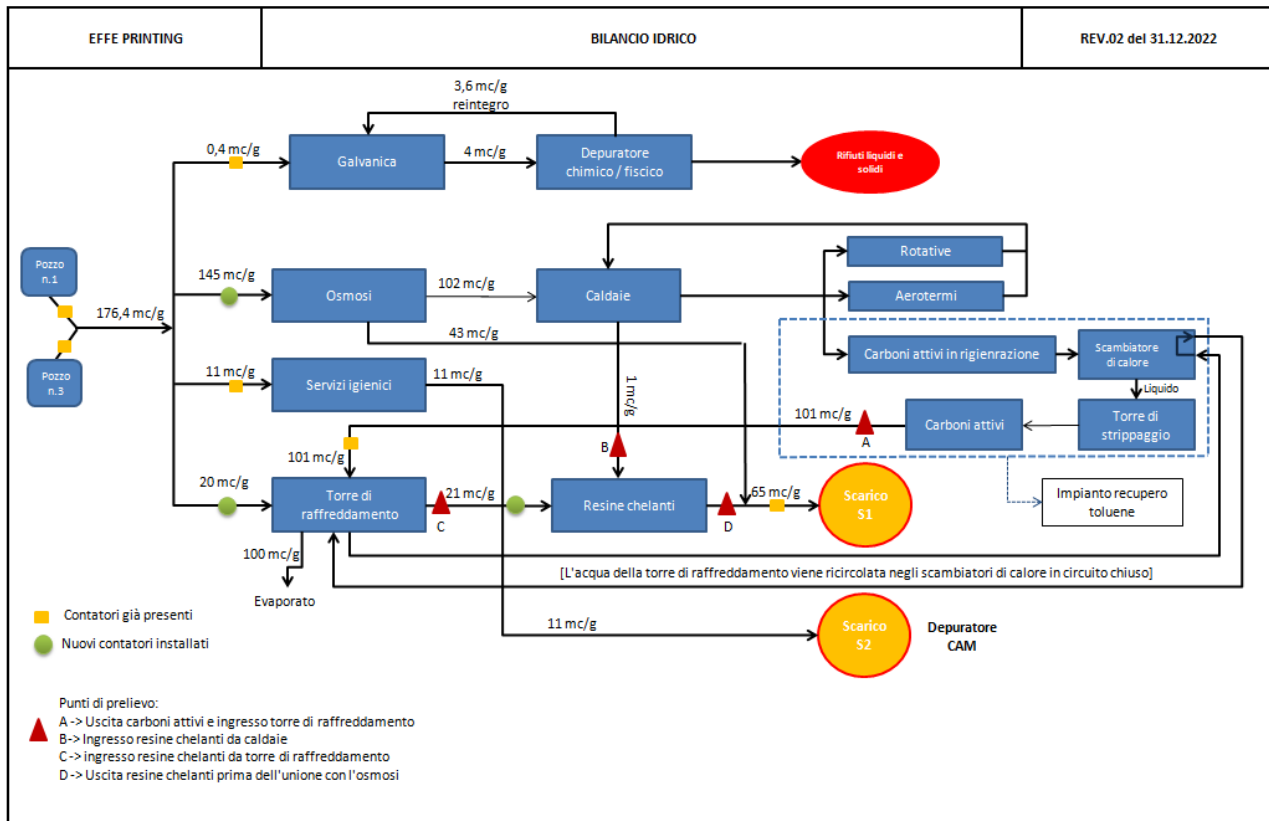 EFFE PRINTING
BILANCIO IDRICO
REV.02 del 31.12.2022
3,6 mc/g
reintegro
0,4 mc/g
Galvanica
4 mc/g
Depuratore
chimico / fiscico
Rifiuti liquidi e
solidi
Pozzo
n.1
176,4 mc/g
Pozzo
n.3
145 mc/g
Osmosi
102 mc/g
Caldaie
Rotative
Aerotermi
43 mc/g
11 mc/g
Servizi igienici
11 mc/g
1 mc/g
Carboni attivi in rigienrazione
Scambiatore
di calore
Liquido
101 mc/g
A
Carboni attivi
Torre di
strippaggio
B
101 mc/g
20 mc/g
Torre di
raffreddamento
21 mc/g
C
Resine chelanti
D
65 mc/g
Scarico
S1
Impianto recupero
toluene
100 mc/g
Evaporato
[L'acqua della torre di raffreddamento viene ricircolata negli scambiatori di calore in circuito chiuso]
11 mc/g
Scarico
S2
Depuratore
CAM
Contatori già presenti
Nuovi contatori installati
Punti di prelievo:
A -> Uscita carboni attivi e ingresso torre di raffreddamento
B-> Ingresso resine chelanti da caldaie
C -> ingresso resine chelanti da torre di raffreddamento
D -> Uscita resine chelanti prima dell'unione con l'osmosi